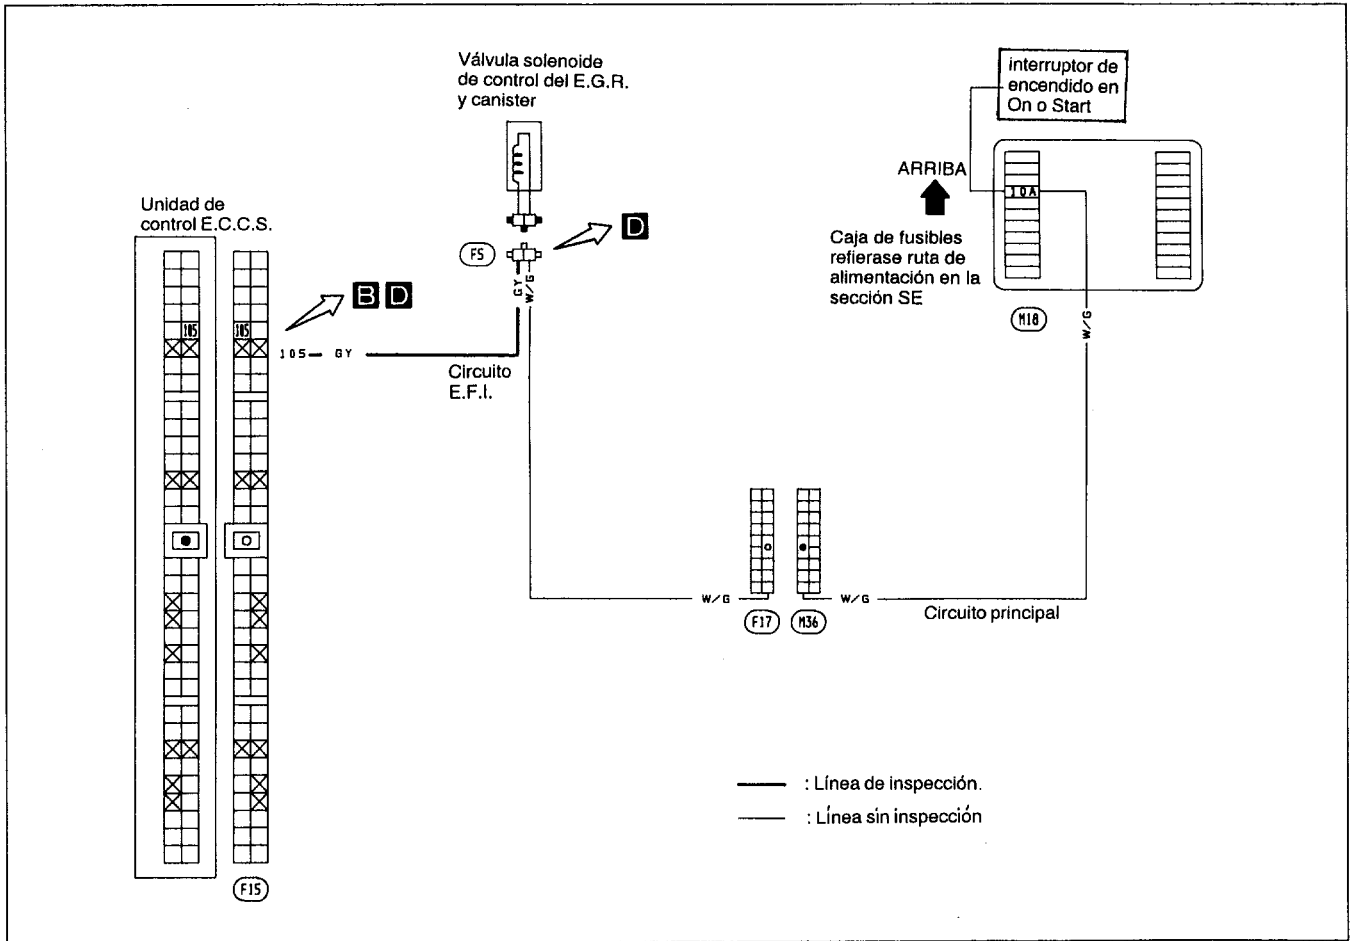 Válvula solenoide
de control del E.G.R.
y canister
interruptor de
encendido en
On o Start
ARRIBA
10A
Unidad de
control E.C.C.S.
D
F5
Caja de fusibles
refierase ruta de
alimentación en la
sección SE
GY
W/G
B D
M18
W/G
105
105
105 GY
Circuito
E.F.I.
W/G
W/G
Circuito principal
F17
M36
: Línea de inspección.
: Línea sin inspección
F15